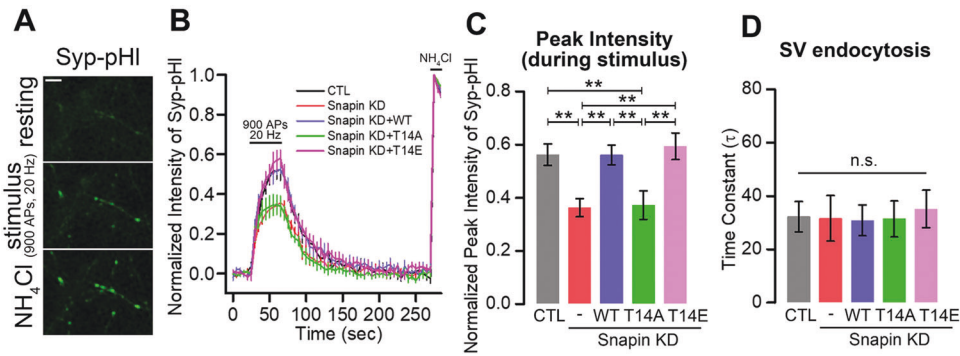 A
Syp-pHl
resting
stimulus
(900 APs, 20 Hz)
NH4Cl
B
Normalized Intensity of Syp-pHl
1.0
0.8
0.6
0.4
0.2
0.0
900 APs
20 Hz
NH4Cl
CTL
Snapin KD
Snapin KD+WT
Snapin KD+T14A
Snapin KD+T14E
0 50 100 150 200 250
Time (sec)
C
Peak Intensity
(during stimulus)
Normalized Peak Intensity of Syp-pHl
0.8
0.6
0.4
0.2
0.0
**
**
** ** ** **
CTL - WT T14A T14E
Snapin KD
D
SV endocytosis
Time Constant (τ)
80
60
40
20
0
n.s.
CTL - WT T14A T14E
Snapin KD